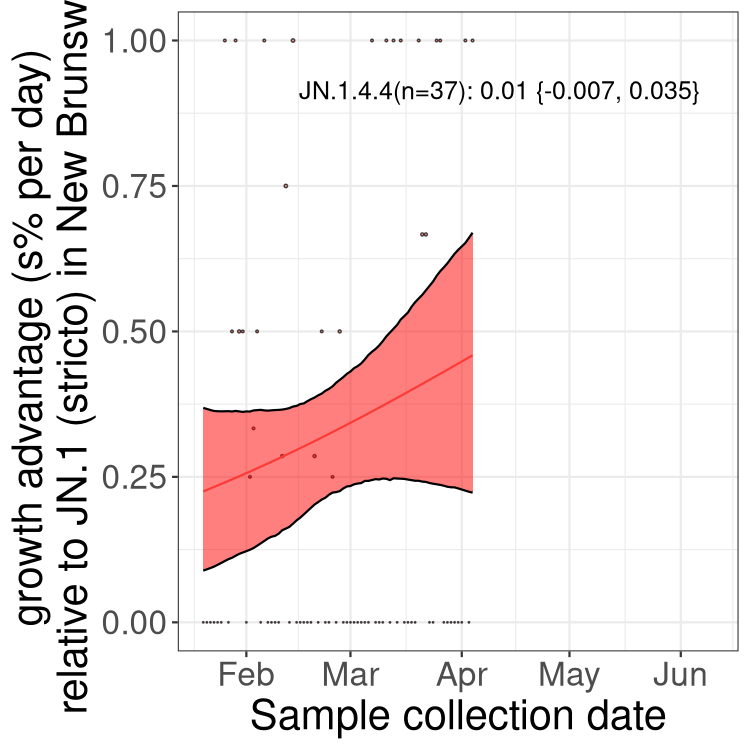 growth advantage (s% per day)
relative to JN.1 (stricto) in New Brunsw
1.00
0.75
0.50
0.25
0.00
JN.1.4.4(n=37): 0.01 {-0.007, 0.035}
Feb Mar Apr May Jun
Sample collection date